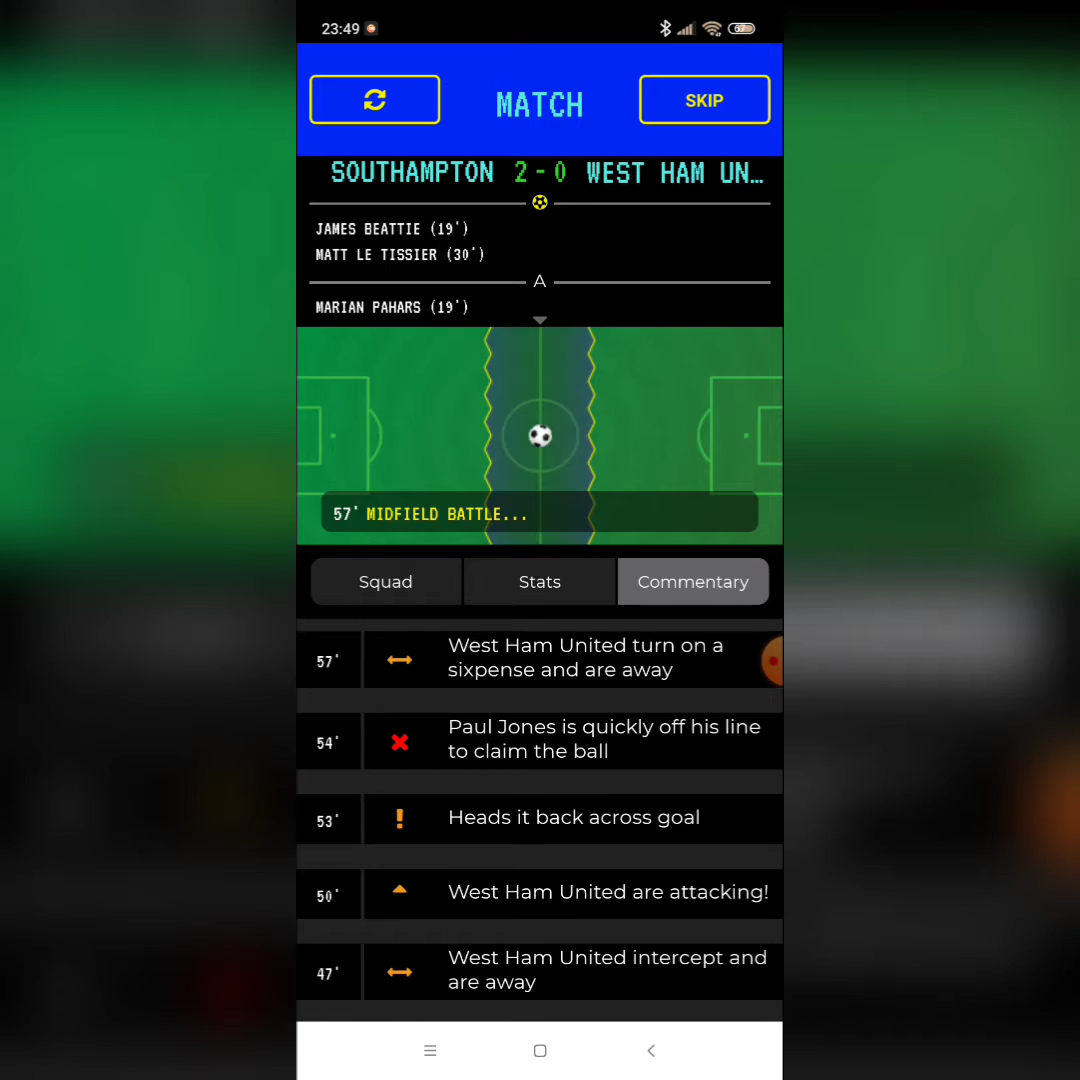 23:49
67
MATCH
SKIP
SOUTHAMPTON 2-0 WEST HAM UN...
JAMES BEATTIE (19')
MATT LE TISSIER (30')
A
MARIAN PAHARS (19')
57' MIDFIELD BATTLE...
Squad
Stats
Commentary
57'
West Ham United turn on a
sixpense and are away
54'
Paul Jones is quickly off his line
to claim the ball
53'
Heads it back across goal
50'
West Ham United are attacking!
47'
West Ham United intercept and
are away